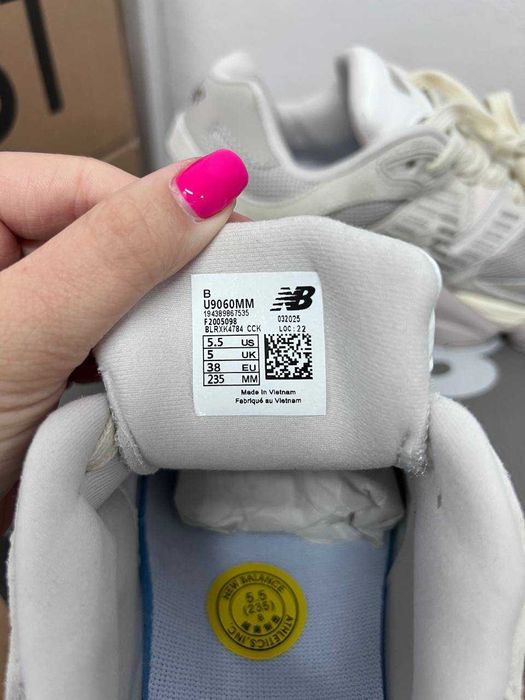 B
U9060MM
194389867535
F2005098
BLRXK4784 CCK
NB
032025
LOC:22
5.5 US
5 UK
38 EU
235 MM
Made in Vietnam
Fabriqué au Vietnam
NEW BALANCE
5.5
(235)
B
ATHLETICS, INC